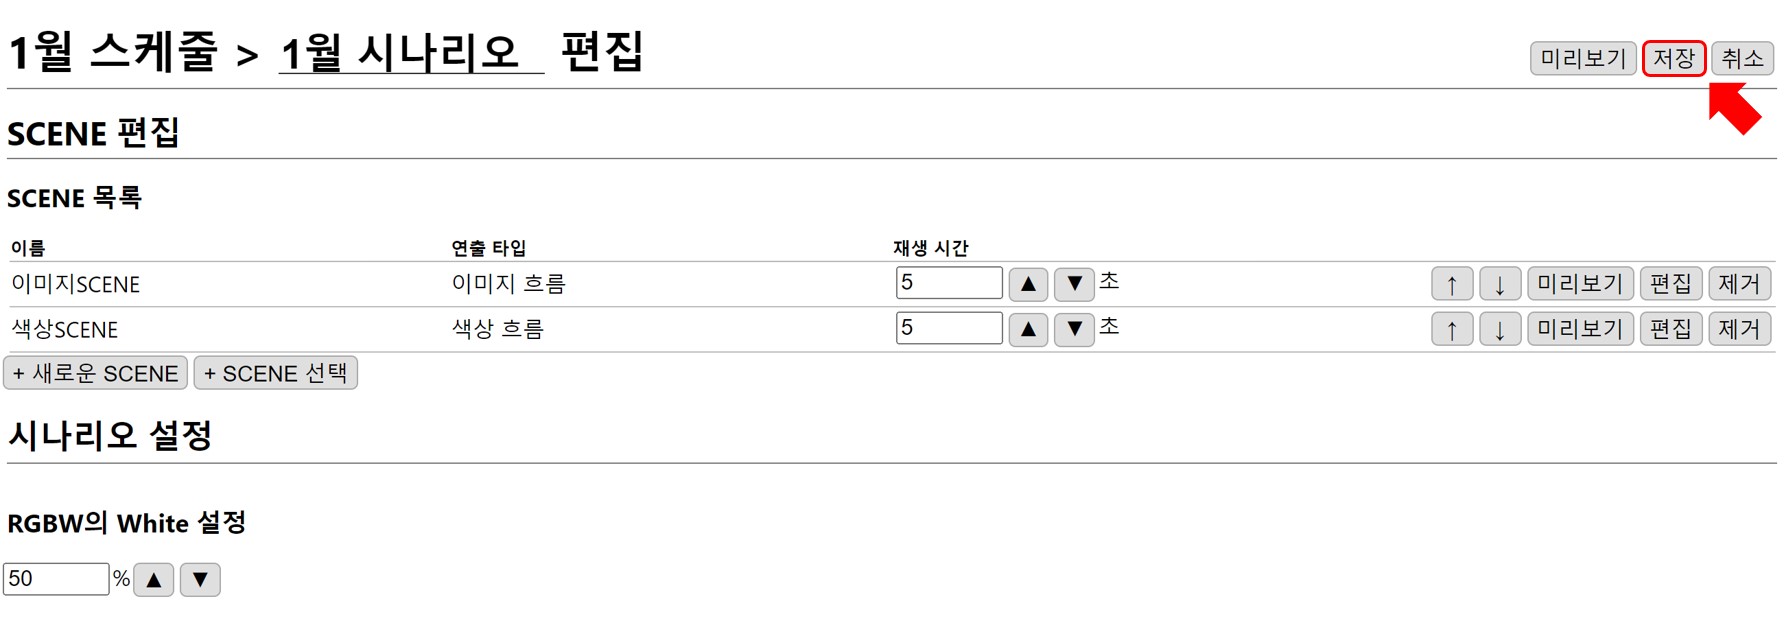 1월 스케줄 > 1월 시나리오 편집
미리보기 저장 취소
SCENE 편집
SCENE 목록
이름 연출 타입 재생 시간
이미지SCENE 이미지 흐름 5 ▲ ▼ 초 ↑ ↓ 미리보기 편집 제거
색상SCENE 색상 흐름 5 ▲ ▼ 초 ↑ ↓ 미리보기 편집 제거
+ 새로운 SCENE + SCENE 선택
시나리오 설정
RGBW의 White 설정
50 % ▲ ▼